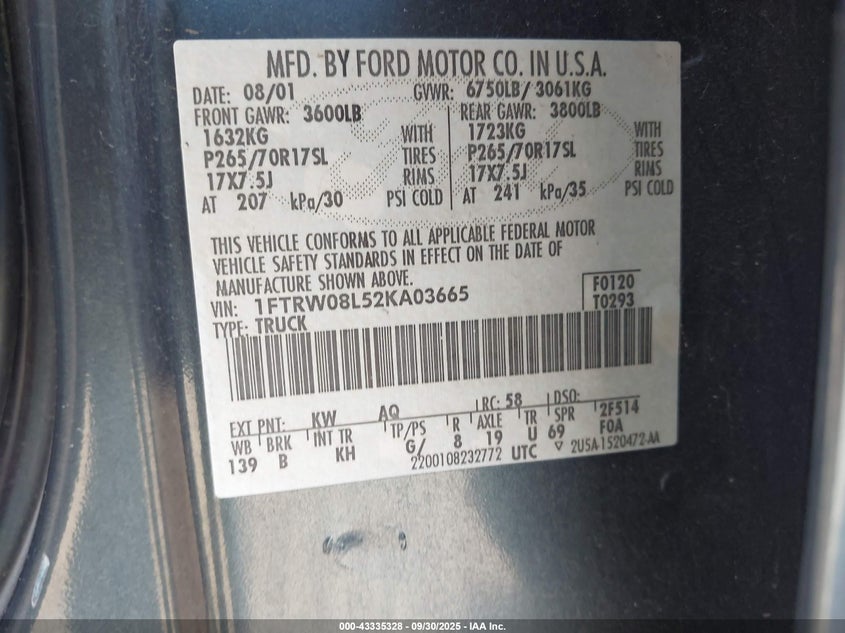 MFD. BY FORD MOTOR CO. IN U.S.A.
DATE: 08/01 GVWR: 6750LB/ 3061KG
FRONT GAWR: 3600LB REAR GAWR: 3800LB
1632KG WITH 1723KG WITH
P265/70R17SL TIRES P265/70R17SL TIRES
17X7.5J RIMS 17X7.5J RIMS
AT 207 kPa/30 PSI COLD AT 241 kPa/35 PSI COLD
THIS VEHICLE CONFORMS TO ALL APPLICABLE FEDERAL MOTOR
VEHICLE SAFETY STANDARDS IN EFFECT ON THE DATE OF
MANUFACTURE SHOWN ABOVE.
VIN: 1FTRW08L52KA03665 F0120
TYPE: TRUCK T0293
EXT PNT: KW AQ RC: 58 DSO:
WB BRK INT TR TP/PS R AXLE TR SPR 2F514
139 B KH G/ 8 19 U 69 F0A
2200108232772 UTC ▽ 2U5A-1520472-AA
000-43335328 - 09/30/2025 - IAA Inc.